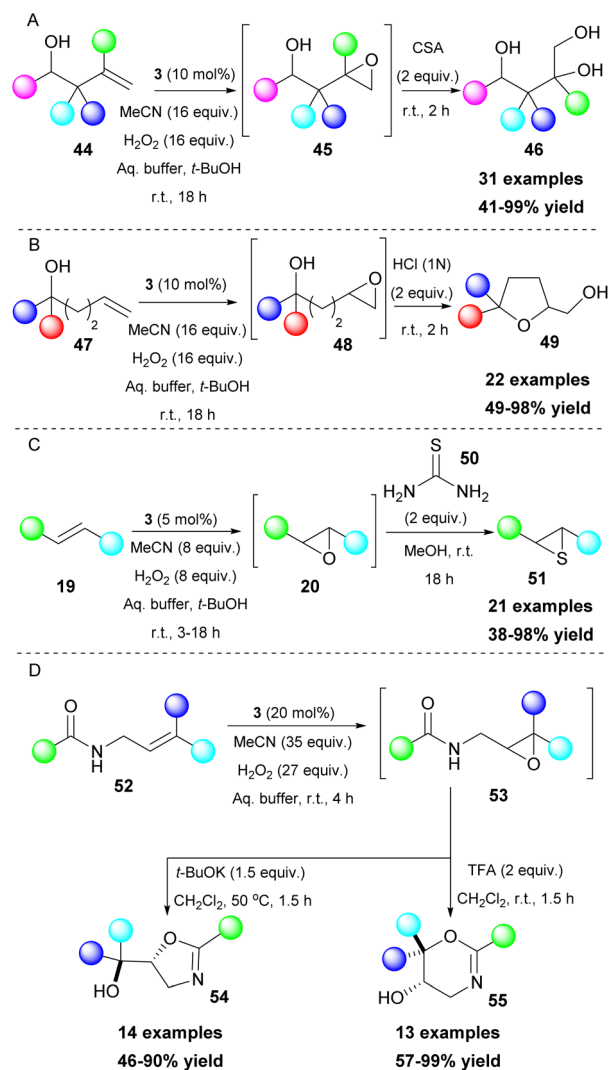 A
OH
3 (10 mol%)
MeCN (16 equiv.)
H2O2 (16 equiv.)
Aq. buffer, t-BuOH
r.t., 18 h
44
OH
O
45
CSA
(2 equiv.)
r.t., 2 h
OH
HO
OH
46
31 examples
41-99% yield
B
OH
2
47
3 (10 mol%)
MeCN (16 equiv.)
H2O2 (16 equiv.)
Aq. buffer, t-BuOH
r.t., 18 h
OH
O
2
48
HCl (1N)
(2 equiv.)
r.t., 2 h
OH
O
49
22 examples
49-98% yield
C
19
3 (5 mol%)
MeCN (8 equiv.)
H2O2 (8 equiv.)
Aq. buffer, t-BuOH
r.t., 3-18 h
O
20
S
50
H2N NH2
(2 equiv.)
MeOH, r.t.
18 h
S
51
21 examples
38-98% yield
D
O
N
H
52
3 (20 mol%)
MeCN (35 equiv.)
H2O2 (27 equiv.)
Aq. buffer, r.t., 4 h
O
N
H
O
53
t-BuOK (1.5 equiv.)
CH2Cl2, 50 ºC, 1.5 h
TFA (2 equiv.)
CH2Cl2, r.t., 1.5 h
O
N
HO
54
14 examples
46-90% yield
O
N
HO
55
13 examples
57-99% yield